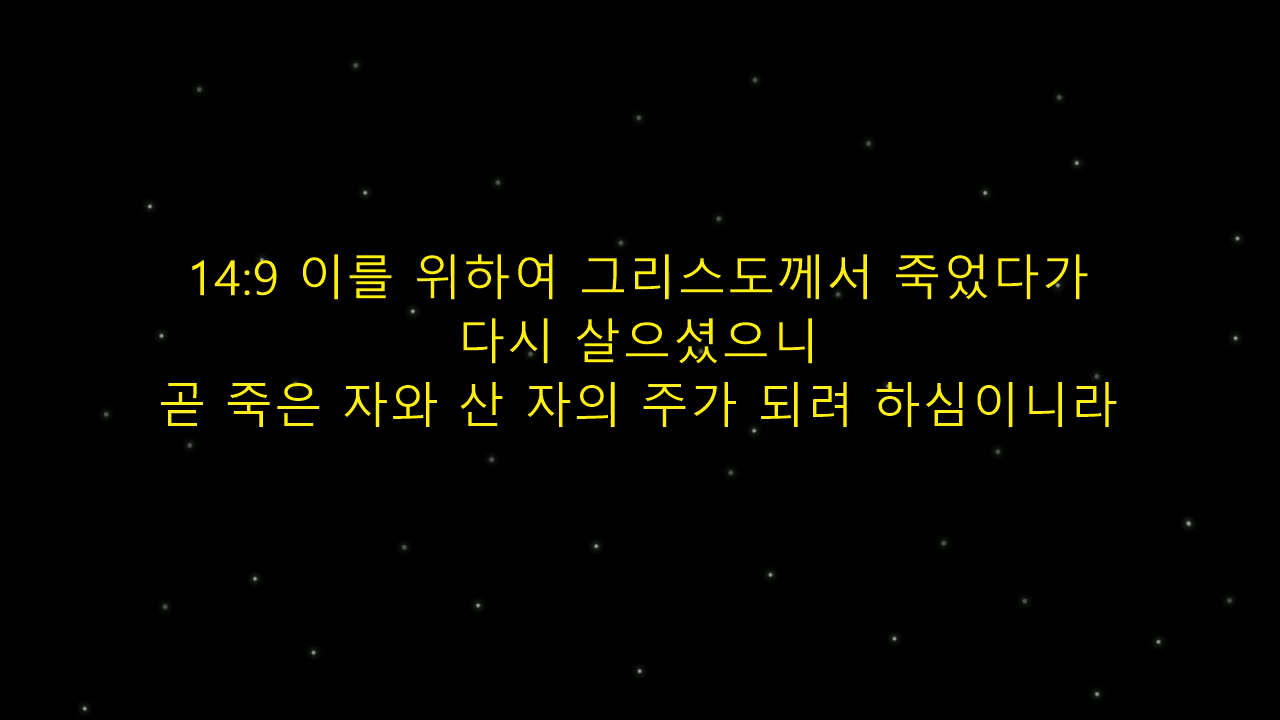 14:9 이를 위하여 그리스도께서 죽었다가
다시 살으셨으니
곧 죽은 자와 산 자의 주가 되려 하심이니라